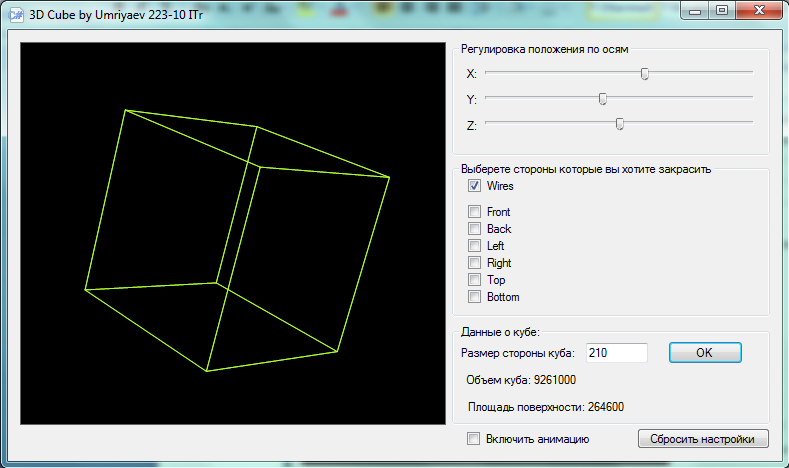 3D Cube by Umriyaev 223-10 ITr
Регулировка положения по осям
X:
Y:
Z:
Выберете стороны которые вы хотите закрасить
Wires
Front
Back
Left
Right
Top
Bottom
Данные о кубе:
Размер стороны куба: 210 OK
Объем куба: 9261000
Площадь поверхности: 264600
Включить анимацию Сбросить настройки